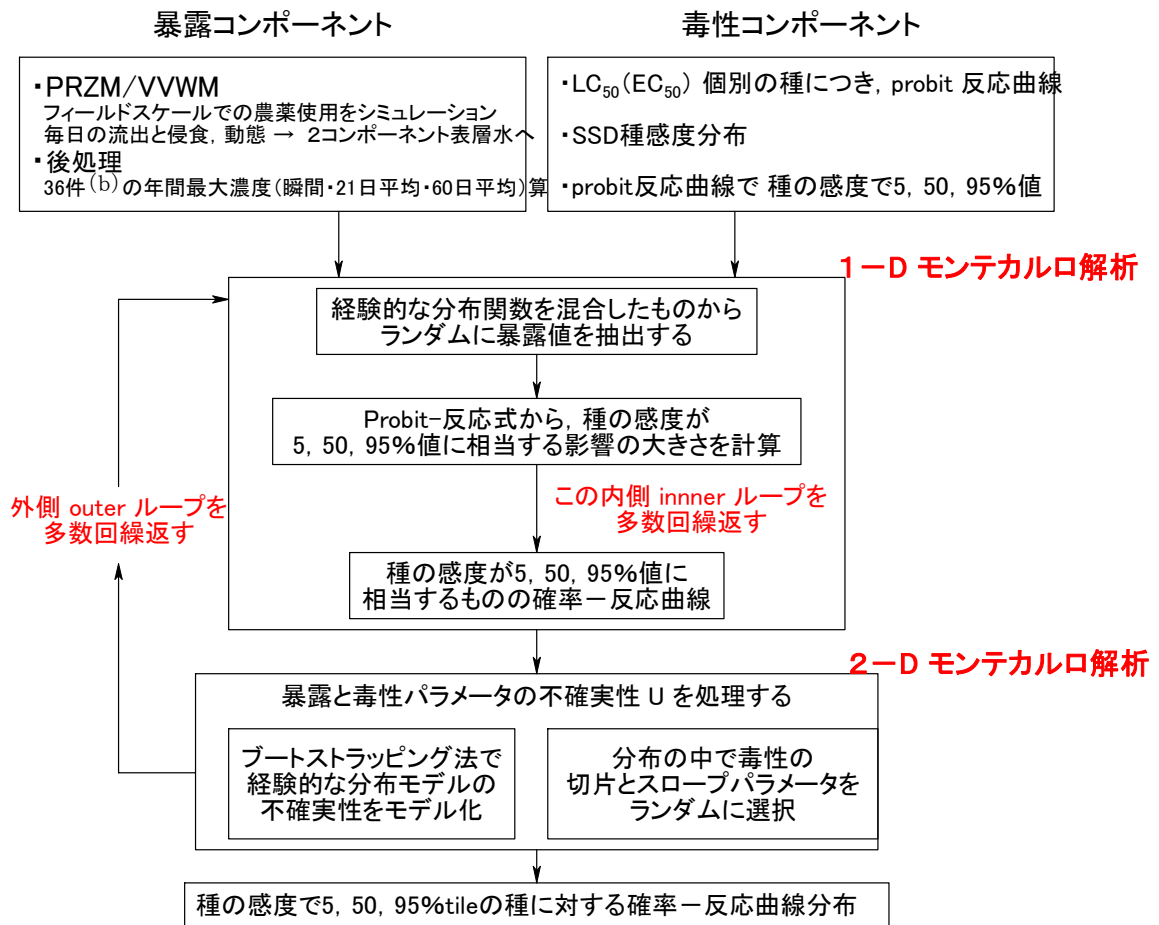 暴露コンポーネント
毒性コンポーネント
・PRZM/VVWM
フィールドスケールでの農薬使用をシミュレーション
毎日の流出と侵食, 動態 → 2コンポーネント表層水へ
・後処理
36件(b)の年間最大濃度(瞬間・21日平均・60日平均)算
・LC50(EC50) 個別の種につき, probit 反応曲線
・SSD種感度分布
・probit反応曲線で 種の感度で5, 50, 95%値
1-D モンテカルロ解析
経験的な分布関数を混合したものから
ランダムに暴露値を抽出する
Probit-反応式から, 種の感度が
5, 50, 95%値に相当する影響の大きさを計算
外側 outer ループを
多数回繰返す
この内側 innner ループを
多数回繰返す
種の感度が5, 50, 95%値に
相当するものの確率-反応曲線
2-D モンテカルロ解析
暴露と毒性パラメータの不確実性 U を処理する
ブートストラッピング法で
経験的な分布モデルの
不確実性をモデル化
分布の中で毒性の
切片とスロープパラメータを
ランダムに選択
種の感度で5, 50, 95%tileの種に対する確率-反応曲線分布